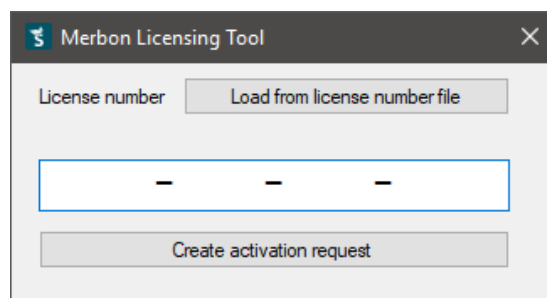 Merbon Licensing Tool
License number Load from license number file
– – –
Create activation request